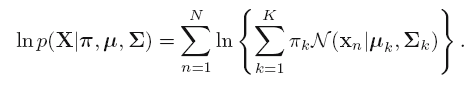 ln p(X|π, μ, Σ) = ∑_{n=1}^{N} ln { ∑_{k=1}^{K} π_k 𝒩(x_n|μ_k, Σ_k) } .